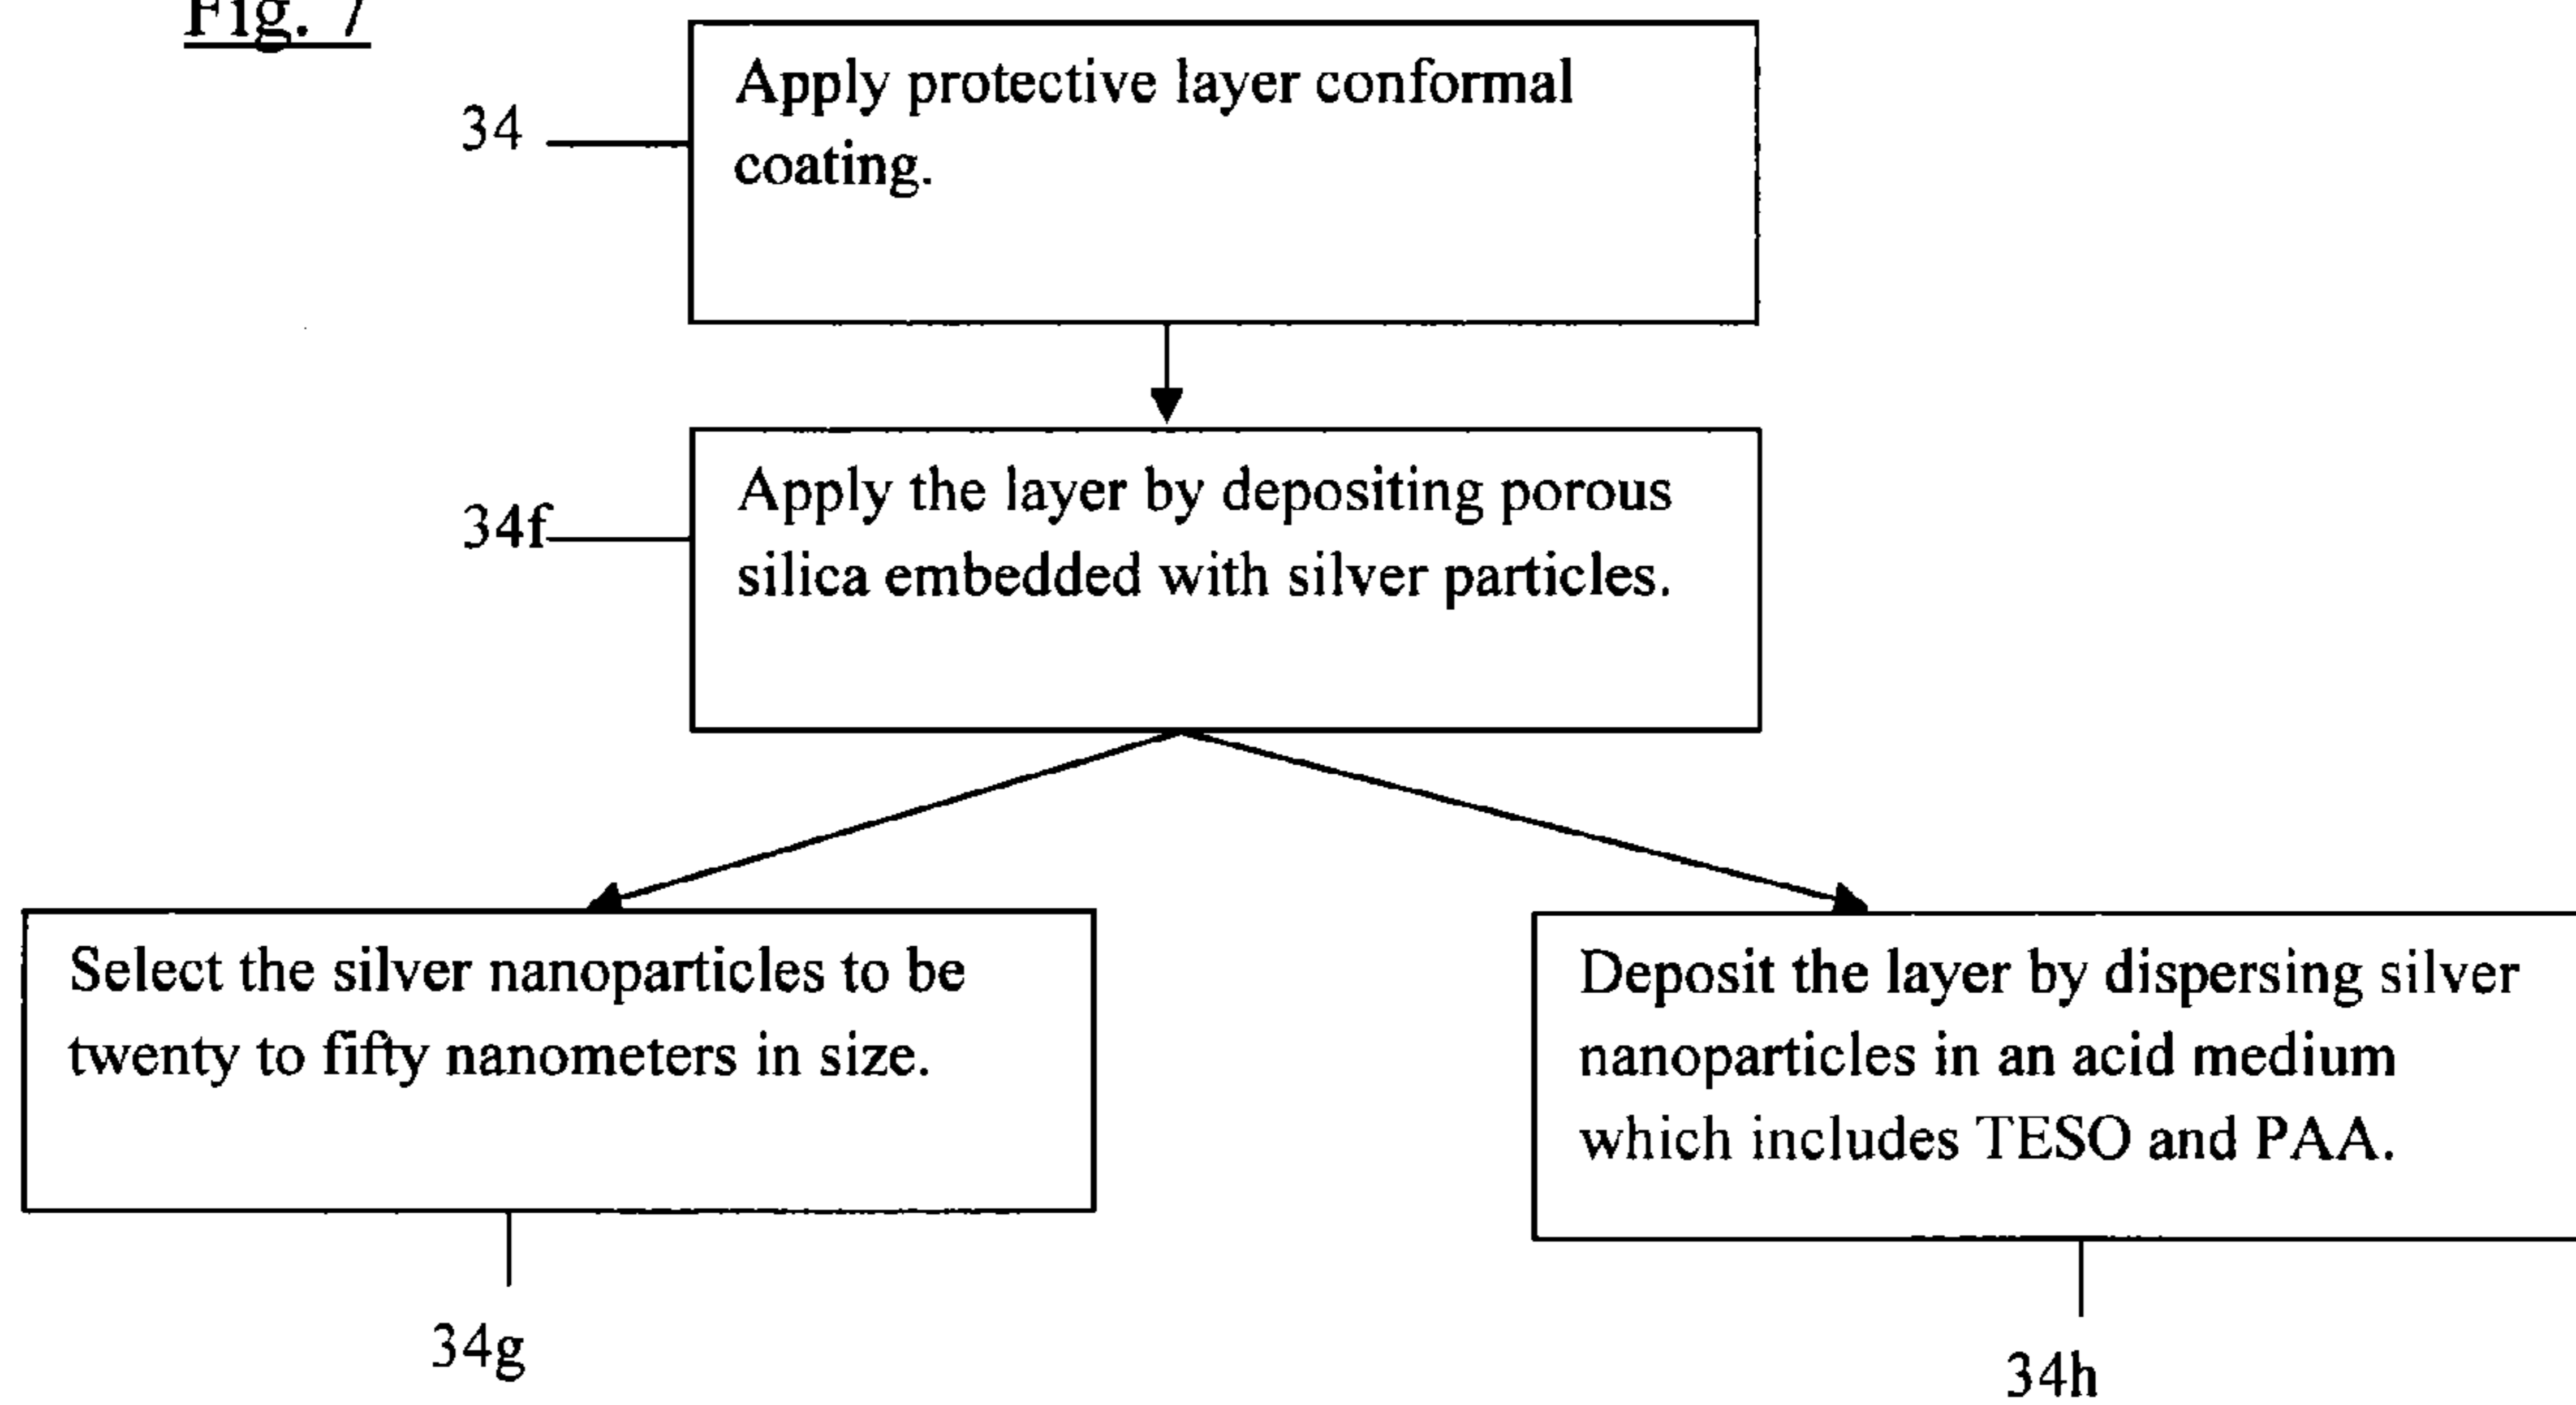 Fig. 7
34
Apply protective layer conformal
coating.
34f
Apply the layer by depositing porous
silica embedded with silver particles.
Select the silver nanoparticles to be
twenty to fifty nanometers in size.
34g
Deposit the layer by dispersing silver
nanoparticles in an acid medium
which includes TESO and PAA.
34h